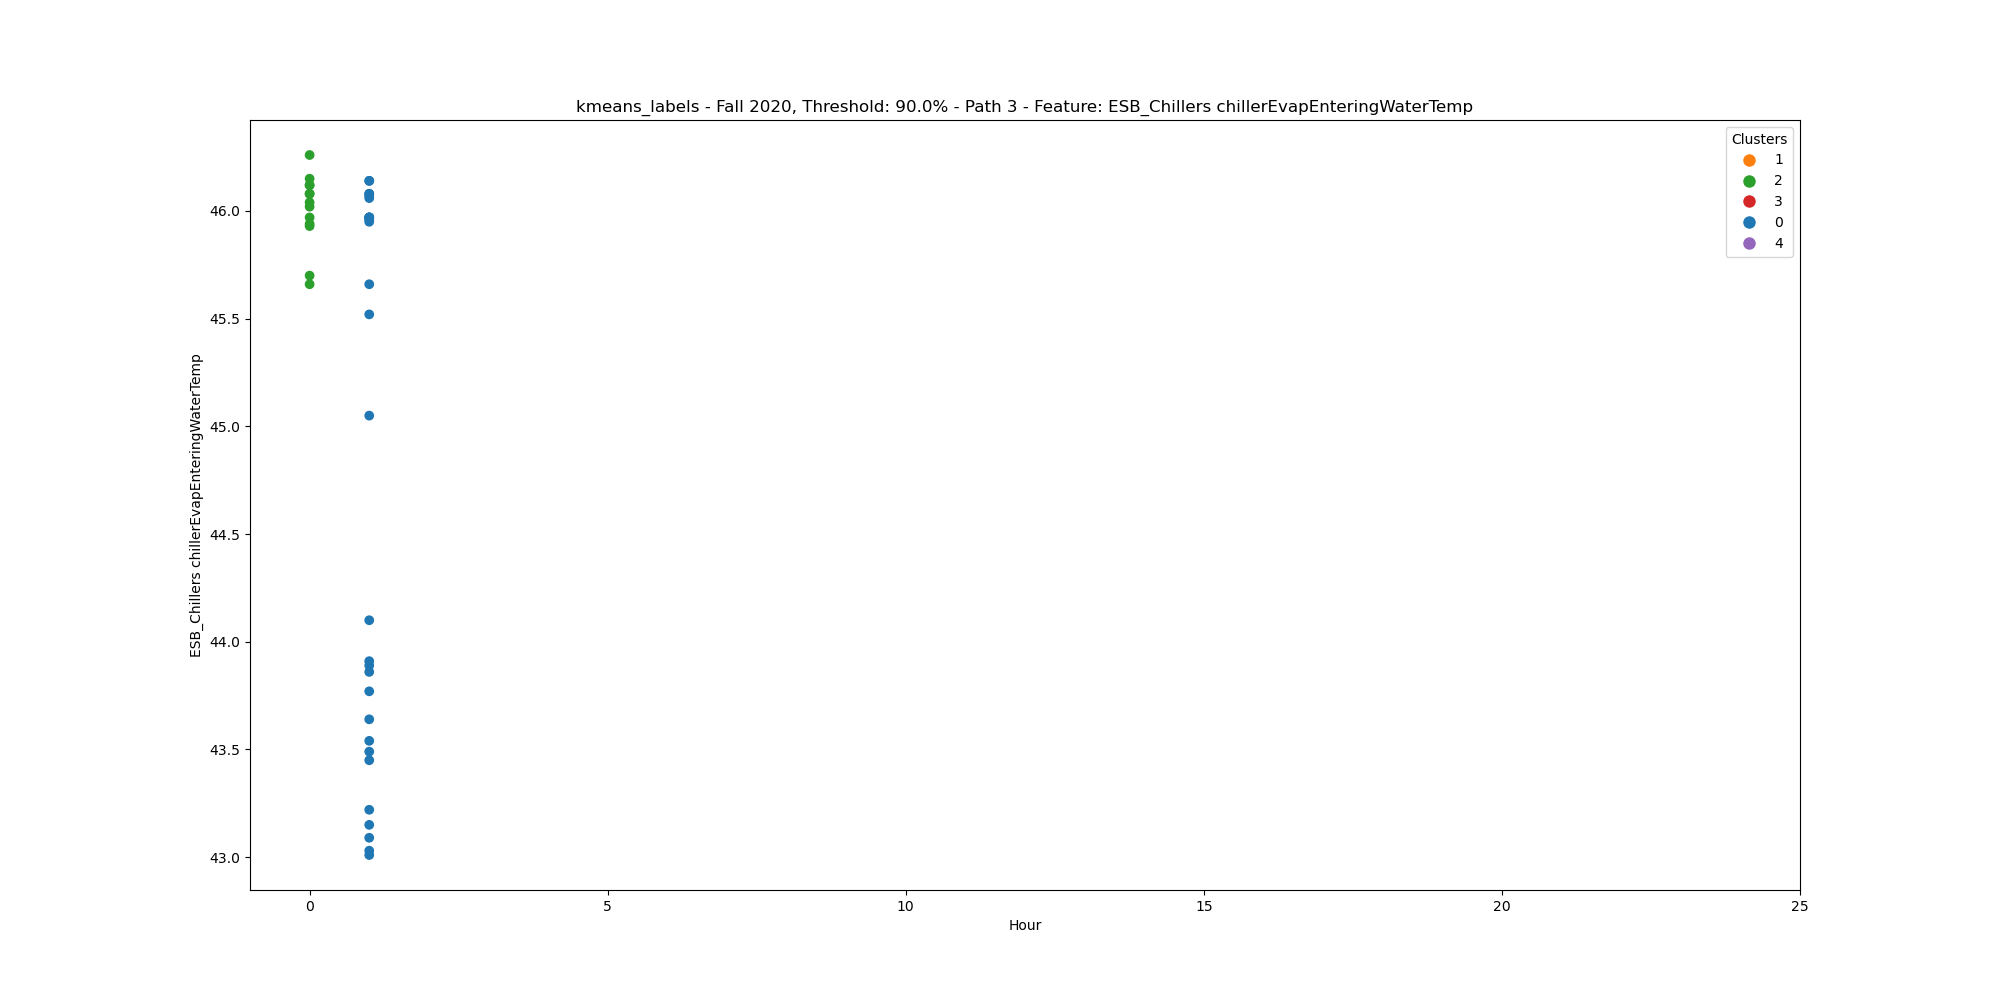 kmeans_labels - Fall 2020, Threshold: 90.0% - Path 3 - Feature: ESB_Chillers chillerEvapEnteringWaterTemp
Clusters
1
2
3
0
4
ESB_Chillers chillerEvapEnteringWaterTemp
46.0
45.5
45.0
44.5
44.0
43.5
43.0
0 5 10 15 20 25
Hour